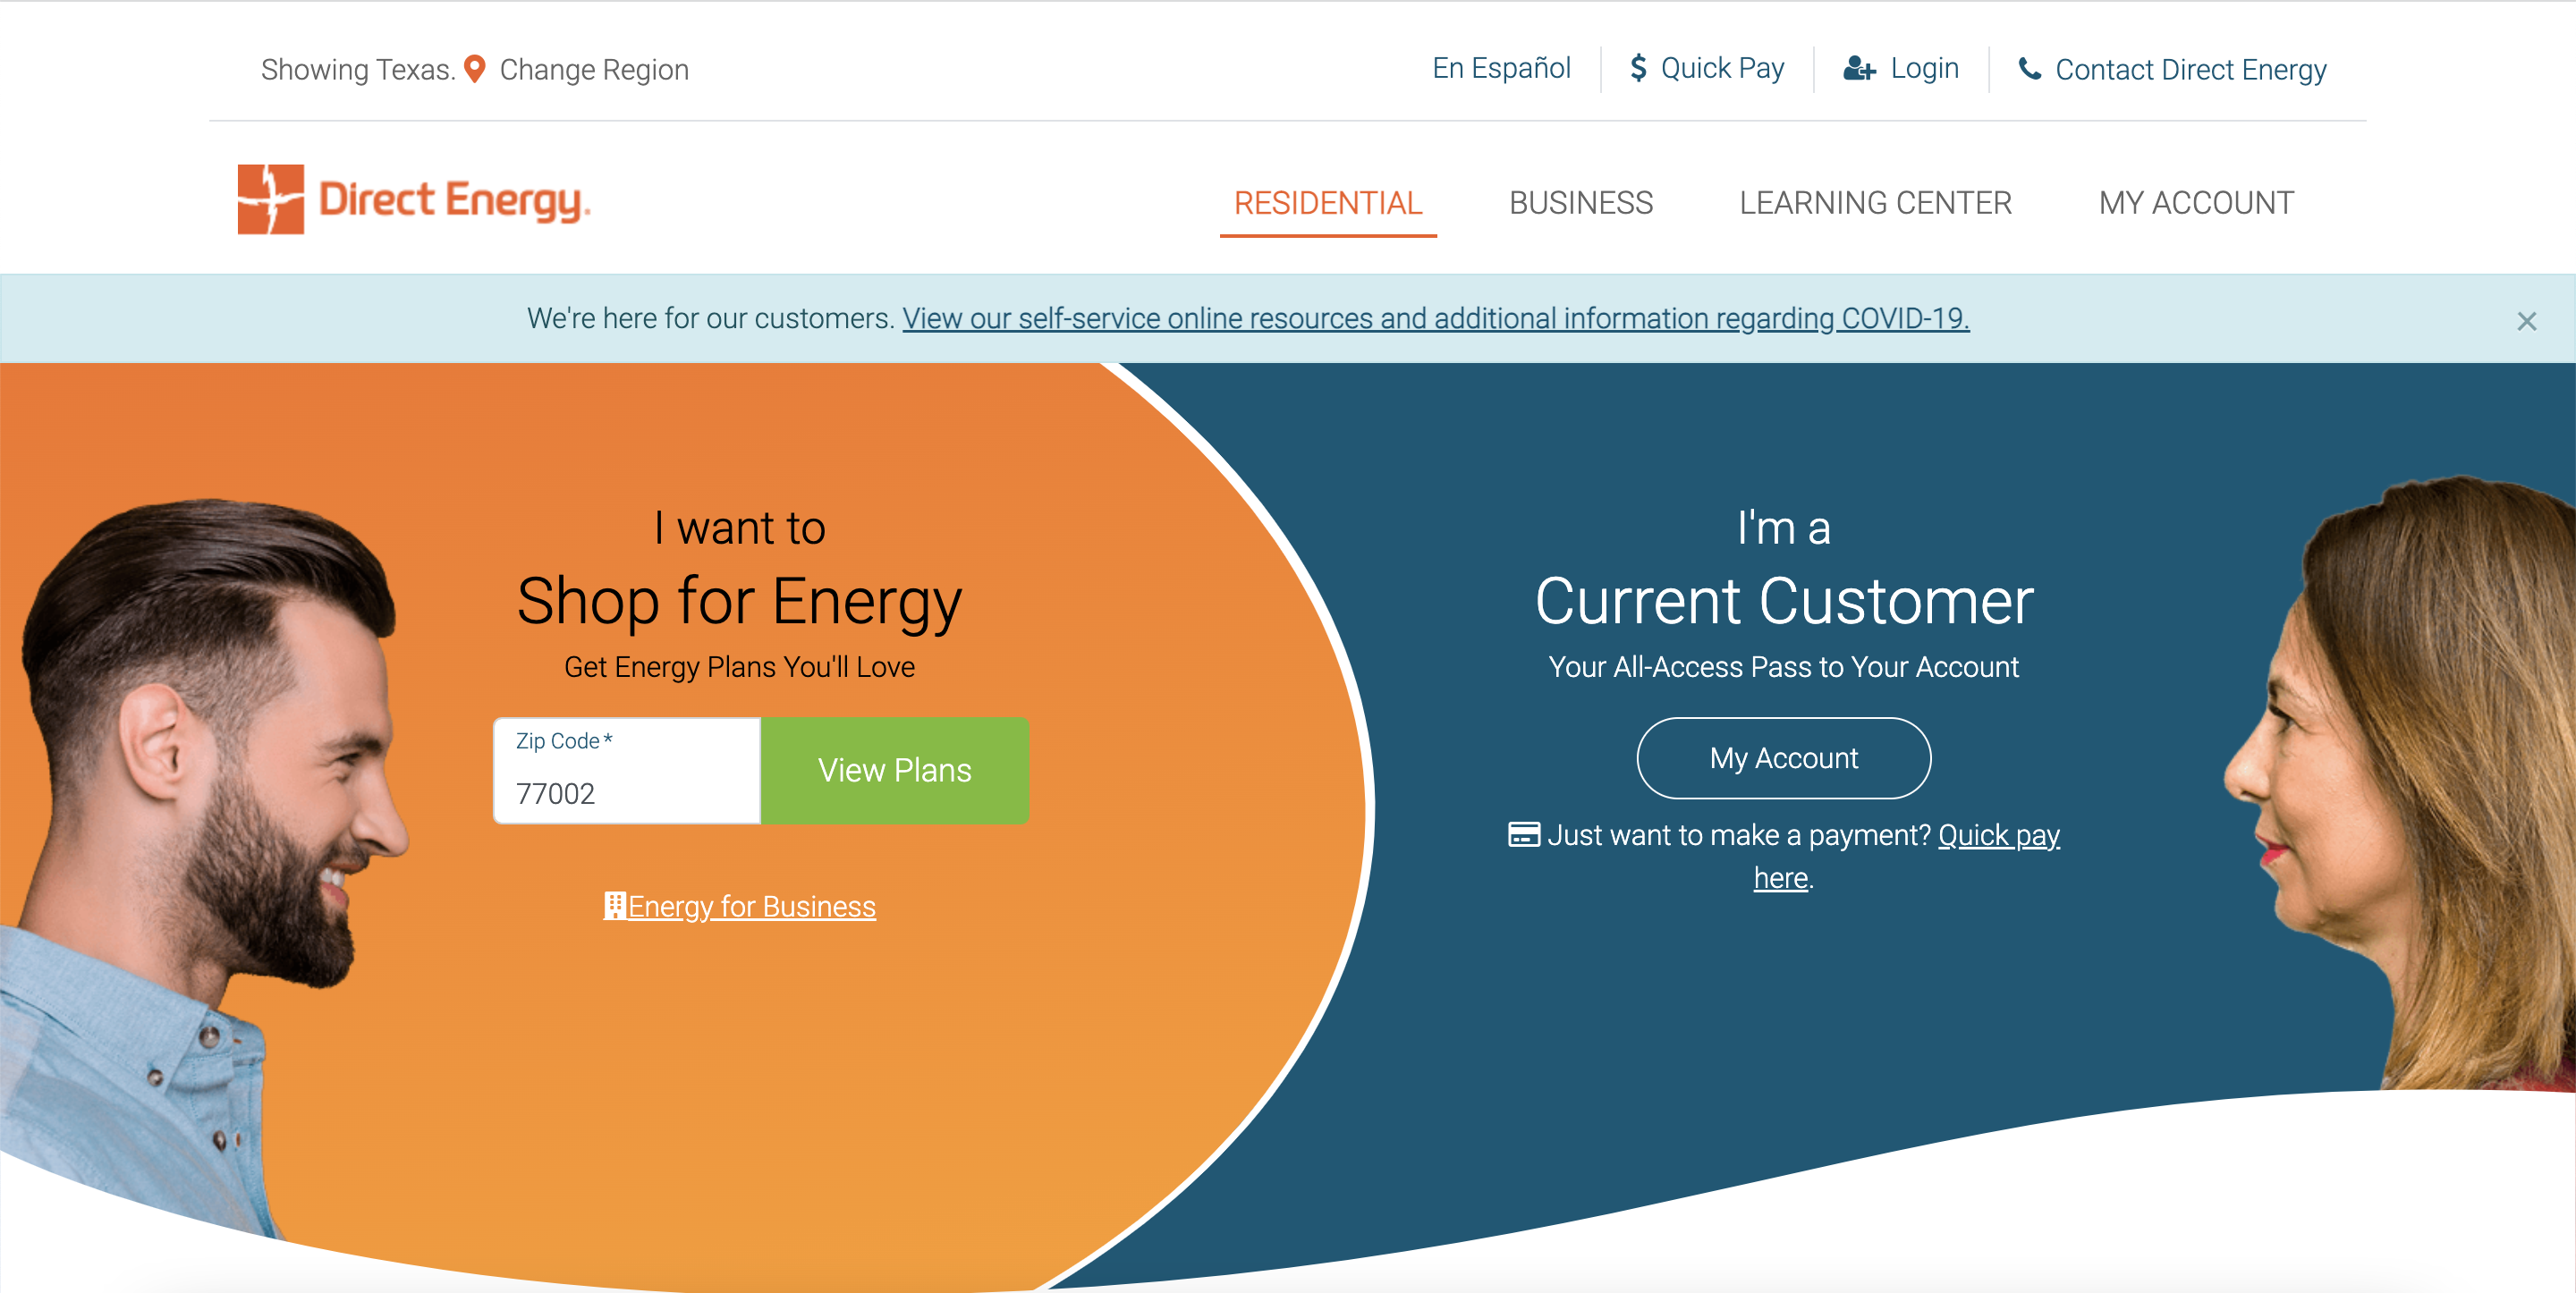 Showing Texas. Change Region
En Español
$ Quick Pay
Login
Contact Direct Energy
Direct Energy.
RESIDENTIAL
BUSINESS
LEARNING CENTER
MY ACCOUNT
We're here for our customers. View our self-service online resources and additional information regarding COVID-19.
×
I want to
Shop for Energy
Get Energy Plans You'll Love
Zip Code*
77002
View Plans
Energy for Business
I'm a
Current Customer
Your All-Access Pass to Your Account
My Account
Just want to make a payment? Quick pay
here.